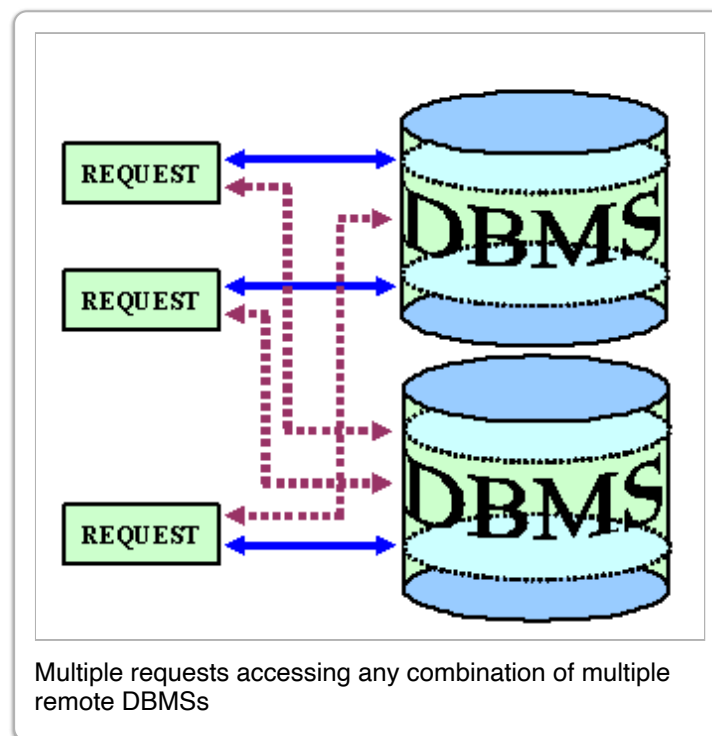 REQUEST
DBMS
REQUEST
DBMS
REQUEST
Multiple requests accessing any combination of multiple
remote DBMSs